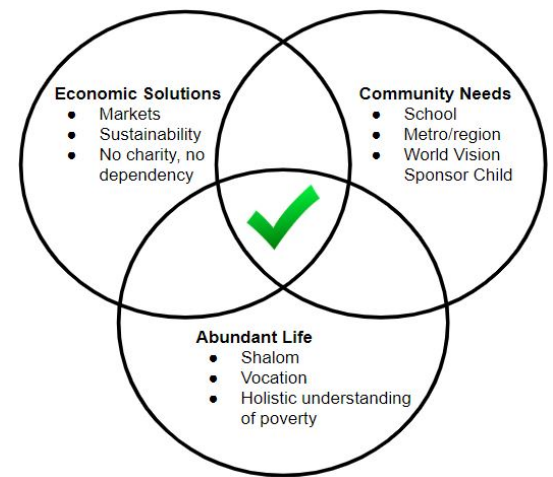 Economic Solutions
● Markets
● Sustainability
● No charity, no
dependency
Community Needs
● School
● Metro/region
● World Vision
Sponsor Child
Abundant Life
● Shalom
● Vocation
● Holistic understanding
of poverty